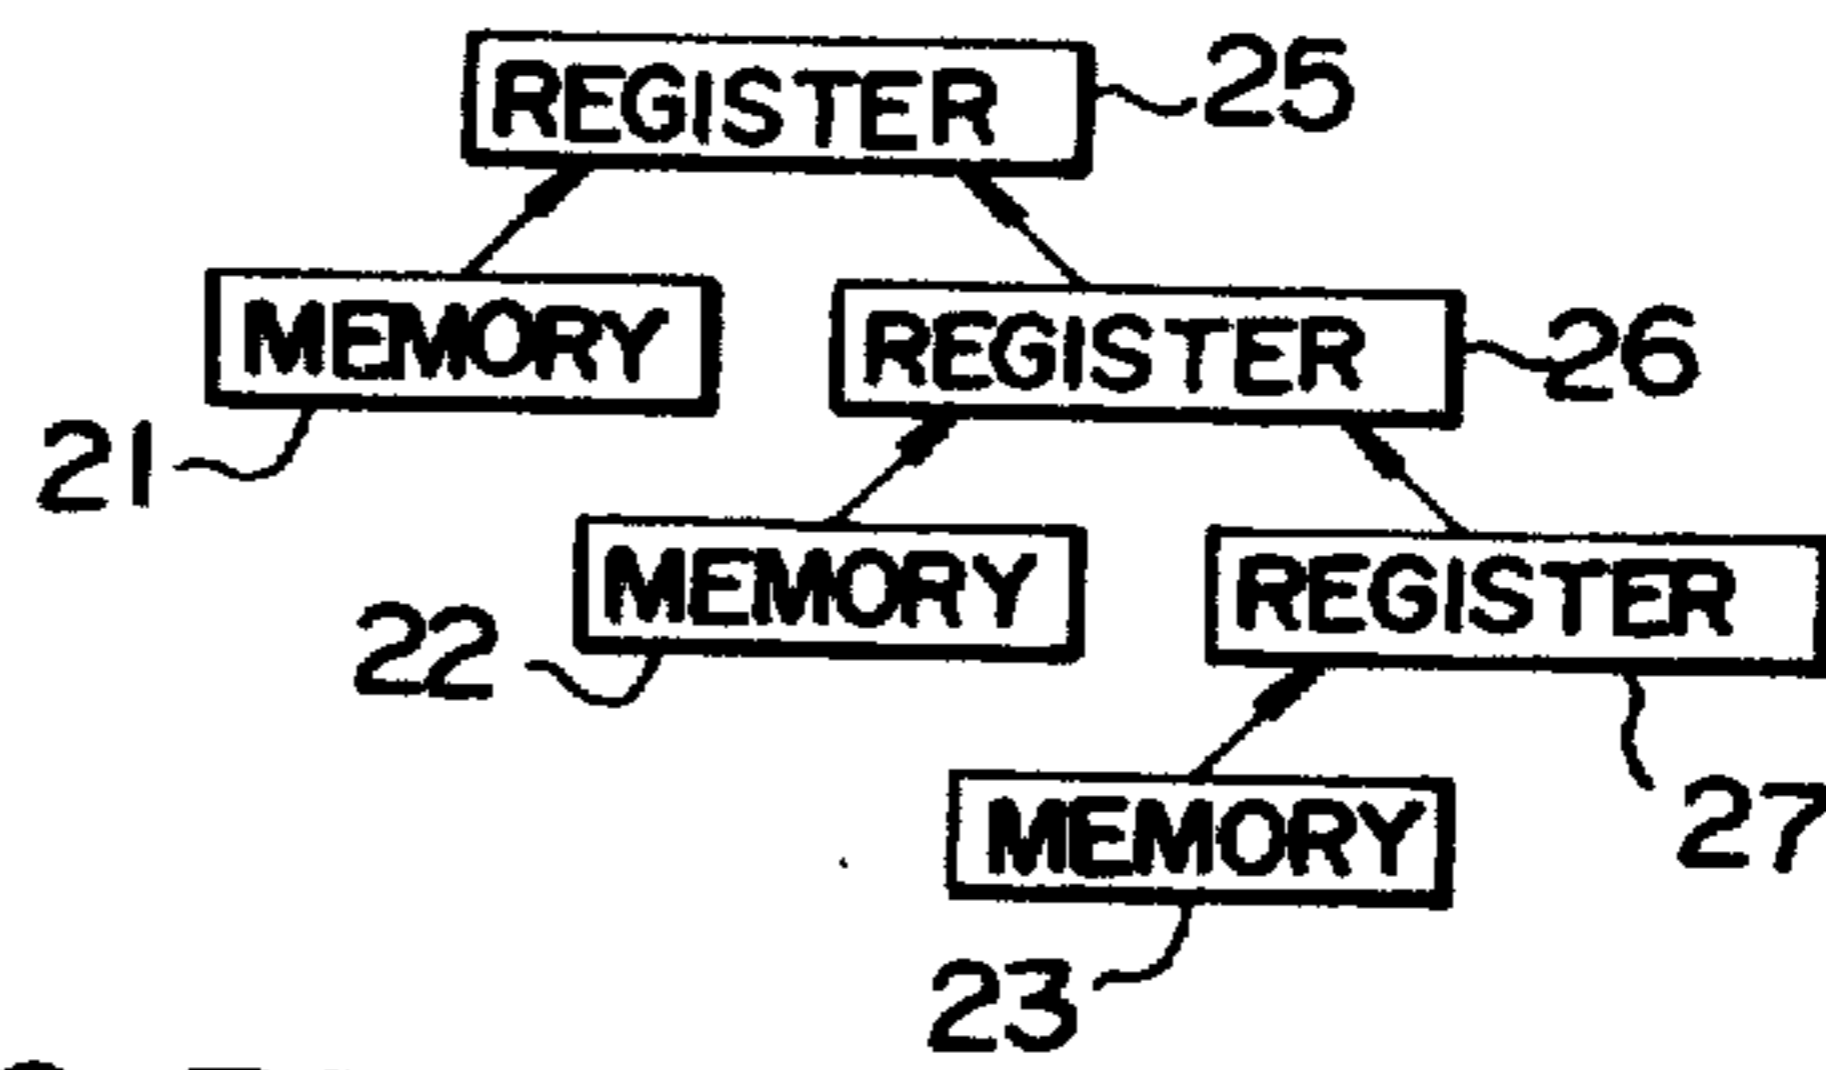 REGISTER 25
MEMORY REGISTER 26
21
MEMORY REGISTER
22
27
MEMORY
23